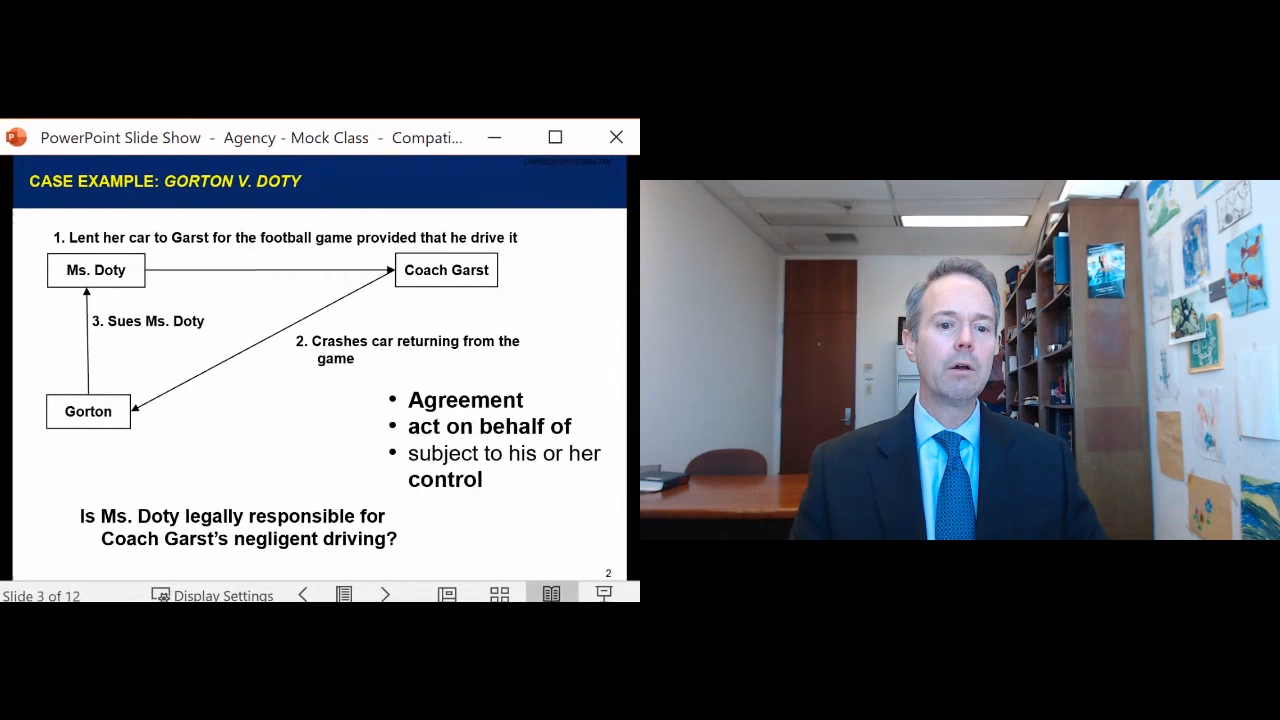 PowerPoint Slide Show - Agency - Mock Class - Compati...
CASE EXAMPLE: GORTON V. DOTY
1. Lent her car to Garst for the football game provided that he drive it
Ms. Doty
Coach Garst
3. Sues Ms. Doty
2. Crashes car returning from the
game
Gorton
• Agreement
• act on behalf of
• subject to his or her
control
Is Ms. Doty legally responsible for
Coach Garst's negligent driving?
2
Slide 3 of 12
Display Settings